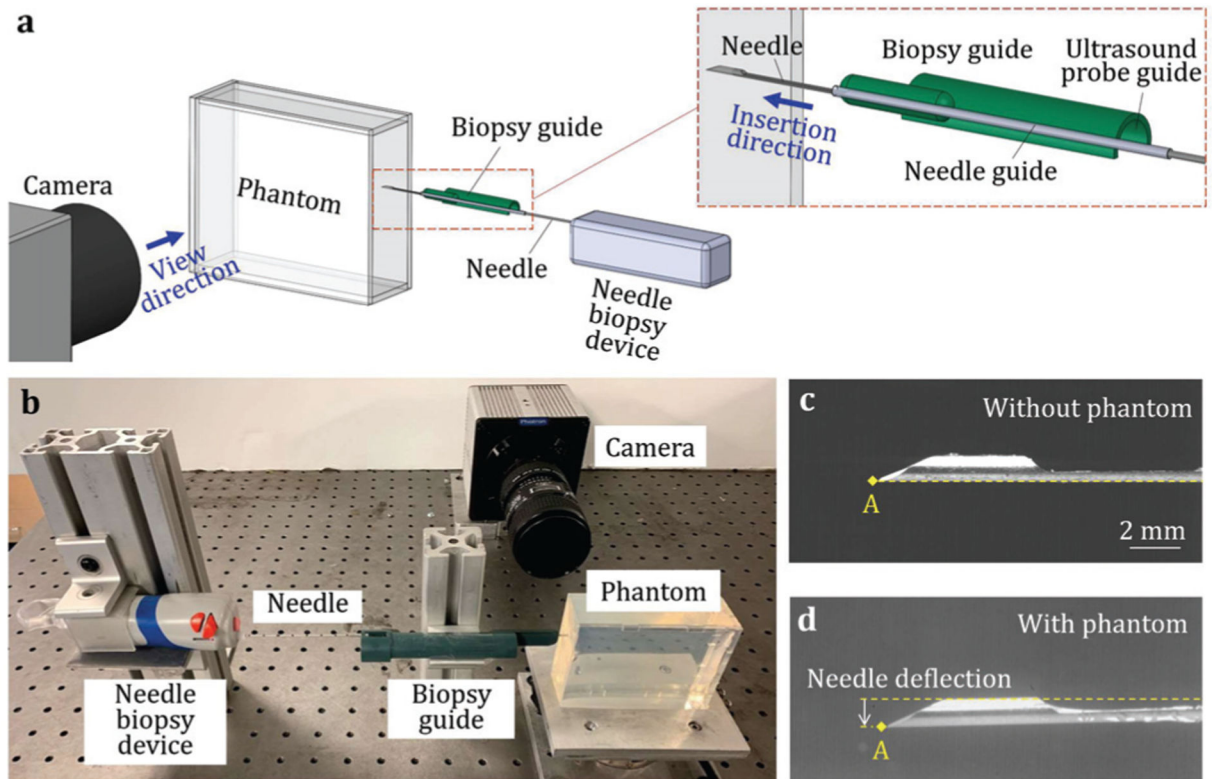 a
Camera
View
direction
Phantom
Biopsy guide
Needle
Needle
biopsy
device
Needle
Biopsy guide
Ultrasound
probe guide
Insertion
direction
Needle guide
b
Camera
Needle
Phantom
Needle
biopsy
device
Biopsy
guide
c
Without phantom
A
2 mm
d
With phantom
Needle deflection
A